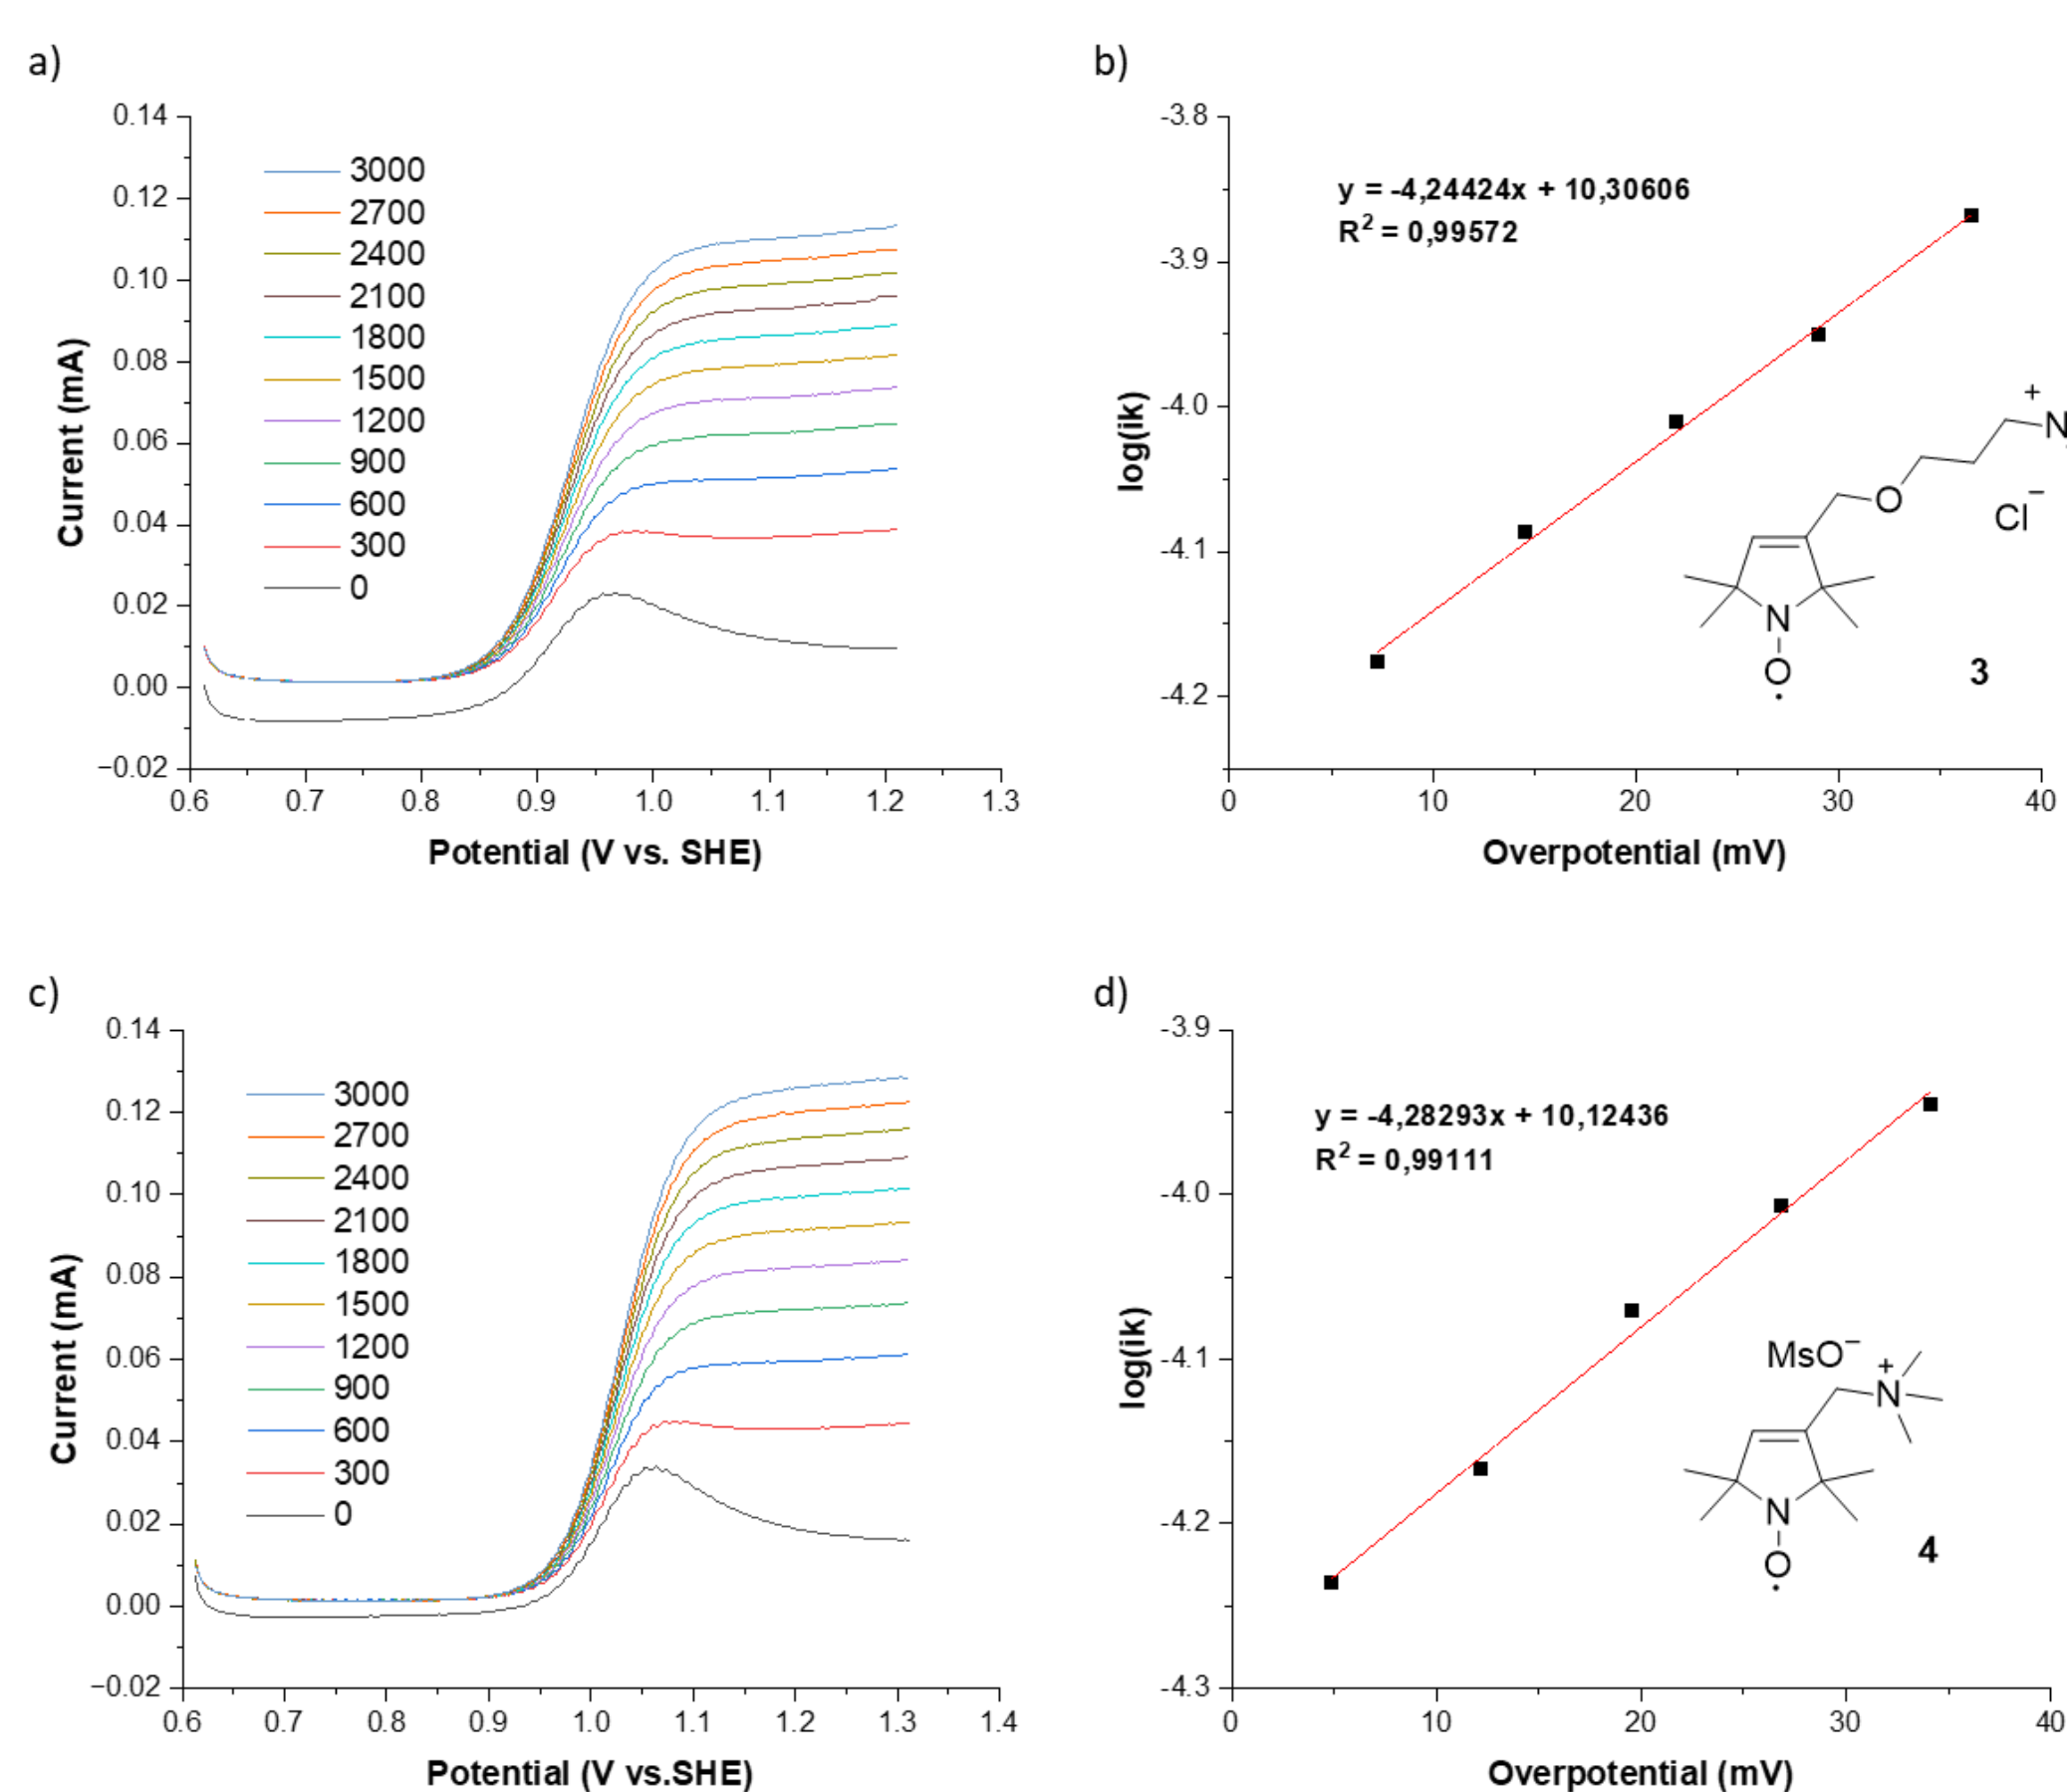 a)
0.14
0.12
0.10
0.08
0.06
0.04
0.02
0.00
−0.02
Current (mA)
3000
2700
2400
2100
1800
1500
1200
900
600
300
0
0.6 0.7 0.8 0.9 1.0 1.1 1.2 1.3
Potential (V vs. SHE)
b)
-3.8
-3.9
-4.0
-4.1
-4.2
log(ik)
y = -4,24424x + 10,30606
R² = 0,99572
+
N
O
Cl−
N
O
•
3
0 10 20 30 40
Overpotential (mV)
c)
0.14
0.12
0.10
0.08
0.06
0.04
0.02
0.00
−0.02
Current (mA)
3000
2700
2400
2100
1800
1500
1200
900
600
300
0
0.6 0.7 0.8 0.9 1.0 1.1 1.2 1.3 1.4
Potential (V vs.SHE)
d)
-3.9
-4.0
-4.1
-4.2
-4.3
log(ik)
y = -4,28293x + 10,12436
R² = 0,99111
MsO−
+
N
N
O
•
4
0 10 20 30 40
Overpotential (mV)